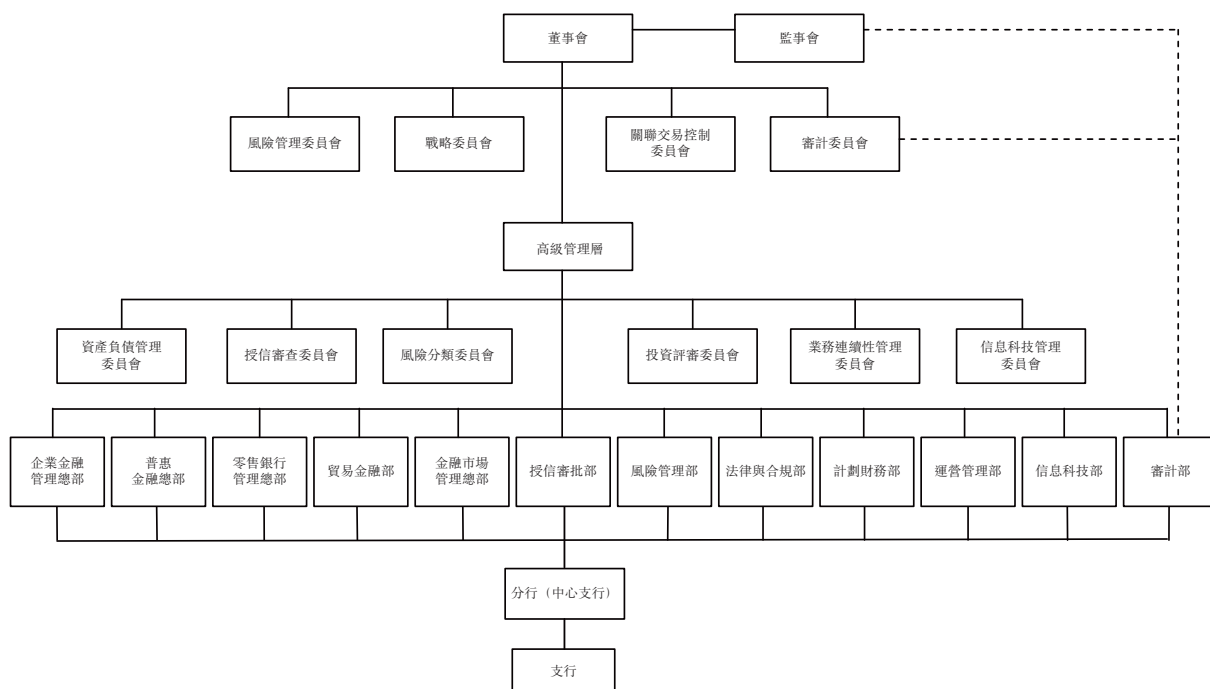 董事會
監事會
風險管理委員會
戰略委員會
關聯交易控制
委員會
審計委員會
高級管理層
資產負債管理
委員會
授信審查委員會
風險分類委員會
投資評審委員會
業務連續性管理
委員會
信息科技管理
委員會
企業金融
管理總部
普惠
金融總部
零售銀行
管理總部
貿易金融部
金融市場
管理總部
授信審批部
風險管理部
法律與合規部
計劃財務部
運營管理部
信息科技部
審計部
分行（中心支行）
支行